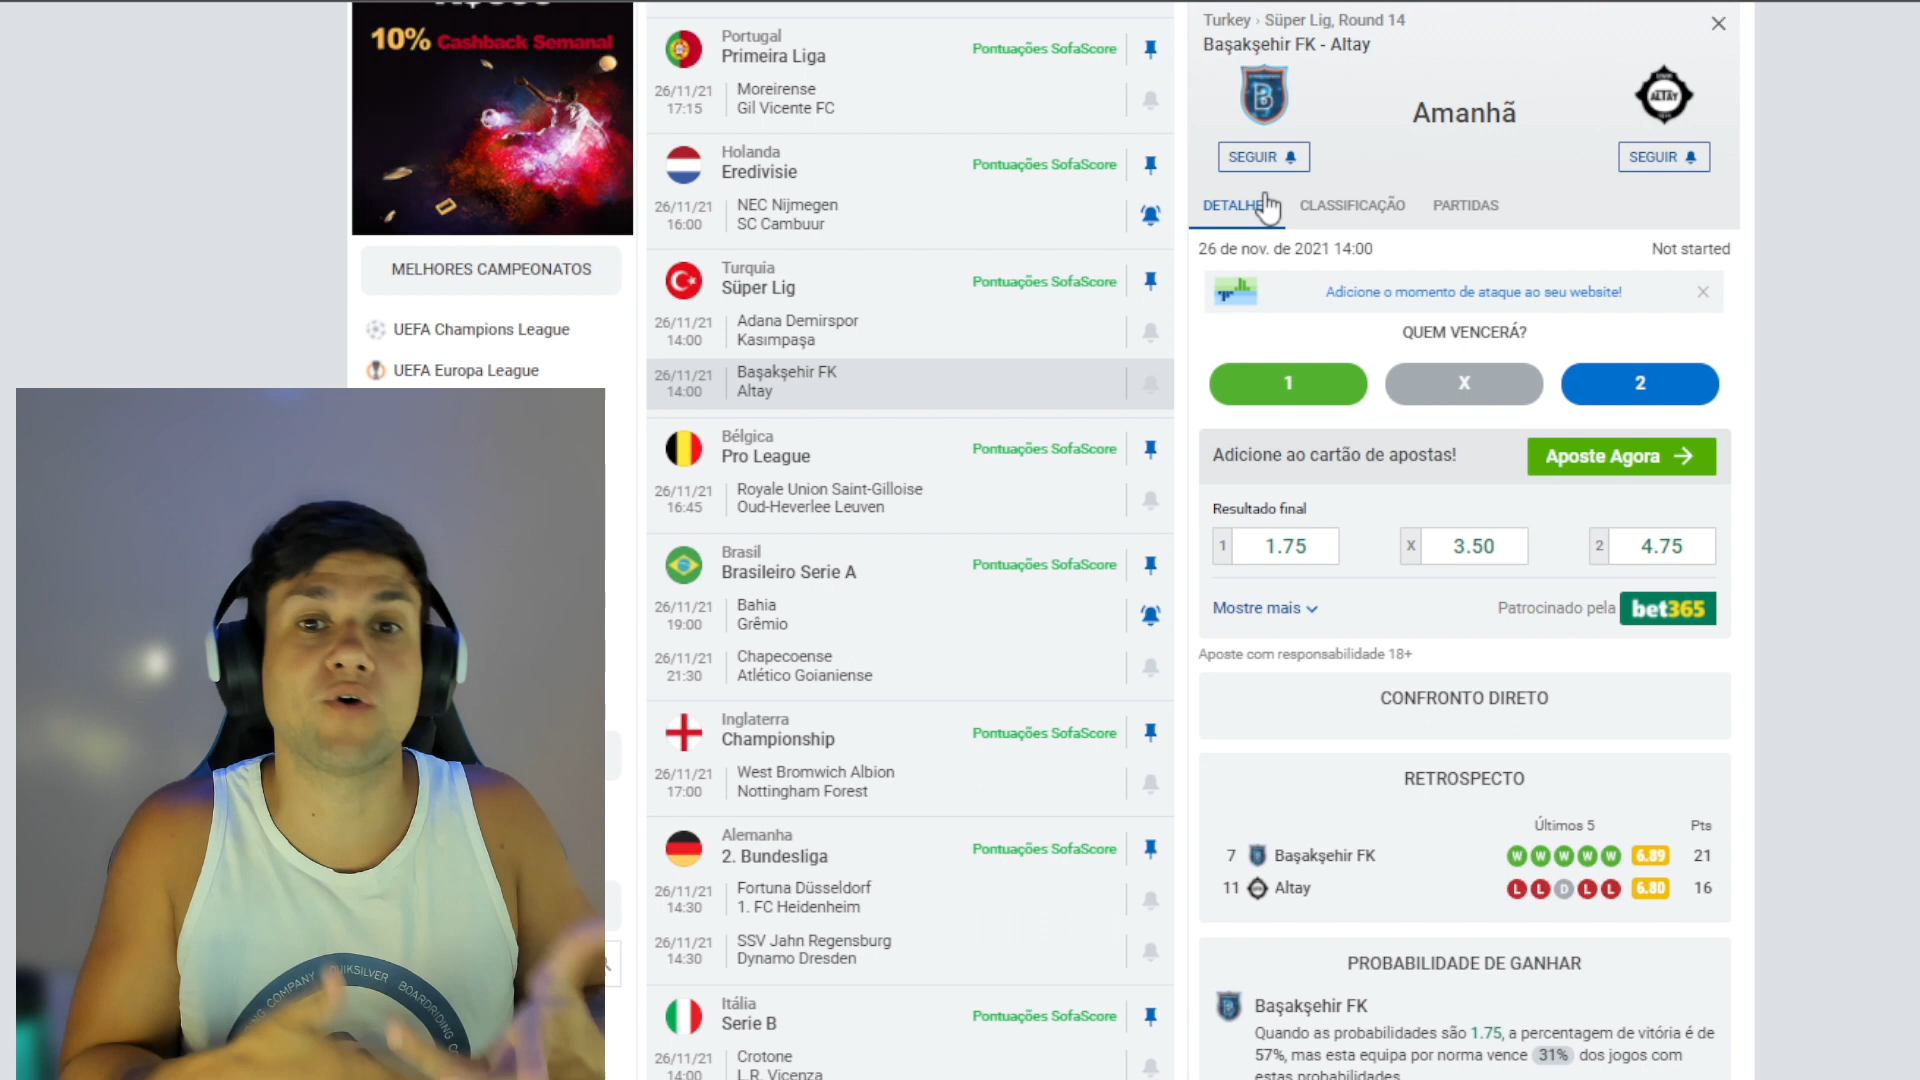 10% Cashback Semanal
MELHORES CAMPEONATOS
UEFA Champions League
UEFA Europa League
QUIKSILVER
BOARDRIDING
COMPANY
Portugal
Primeira Liga
Pontuações SofaScore
26/11/21
17:15
Moreirense
Gil Vicente FC
Holanda
Eredivisie
Pontuações SofaScore
26/11/21
16:00
NEC Nijmegen
SC Cambuur
Turquia
Süper Lig
Pontuações SofaScore
26/11/21
14:00
Adana Demirspor
Kasımpaşa
26/11/21
14:00
Başakşehir FK
Altay
Bélgica
Pro League
Pontuações SofaScore
26/11/21
16:45
Royale Union Saint-Gilloise
Oud-Heverlee Leuven
Brasil
Brasileiro Serie A
Pontuações SofaScore
26/11/21
19:00
Bahia
Grêmio
26/11/21
21:30
Chapecoense
Atlético Goianiense
Inglaterra
Championship
Pontuações SofaScore
26/11/21
17:00
West Bromwich Albion
Nottingham Forest
Alemanha
2. Bundesliga
Pontuações SofaScore
26/11/21
14:30
Fortuna Düsseldorf
1. FC Heidenheim
26/11/21
14:30
SSV Jahn Regensburg
Dynamo Dresden
Itália
Serie B
Pontuações SofaScore
26/11/21
14:00
Crotone
L.R. Vicenza
Turkey › Süper Lig, Round 14
Başakşehir FK - Altay
Amanhã
ALTAY
SEGUIR
SEGUIR
DETALHE
CLASSIFICAÇÃO
PARTIDAS
26 de nov. de 2021 14:00
Not started
Adicione o momento de ataque ao seu website!
QUEM VENCERÁ?
1 X 2
Adicione ao cartão de apostas!
Aposte Agora →
Resultado final
1 1.75 X 3.50 2 4.75
Mostre mais
Patrocinado pela bet365
Aposte com responsabilidade 18+
CONFRONTO DIRETO
RETROSPECTO
Últimos 5 Pts
7 Başakşehir FK W W W W W 6.89 21
11 Altay L L D L L 6.80 16
PROBABILIDADE DE GANHAR
Başakşehir FK
Quando as probabilidades são 1.75, a percentagem de vitória é de
57%, mas esta equipa por norma vence 31% dos jogos com
estas probabilidades.